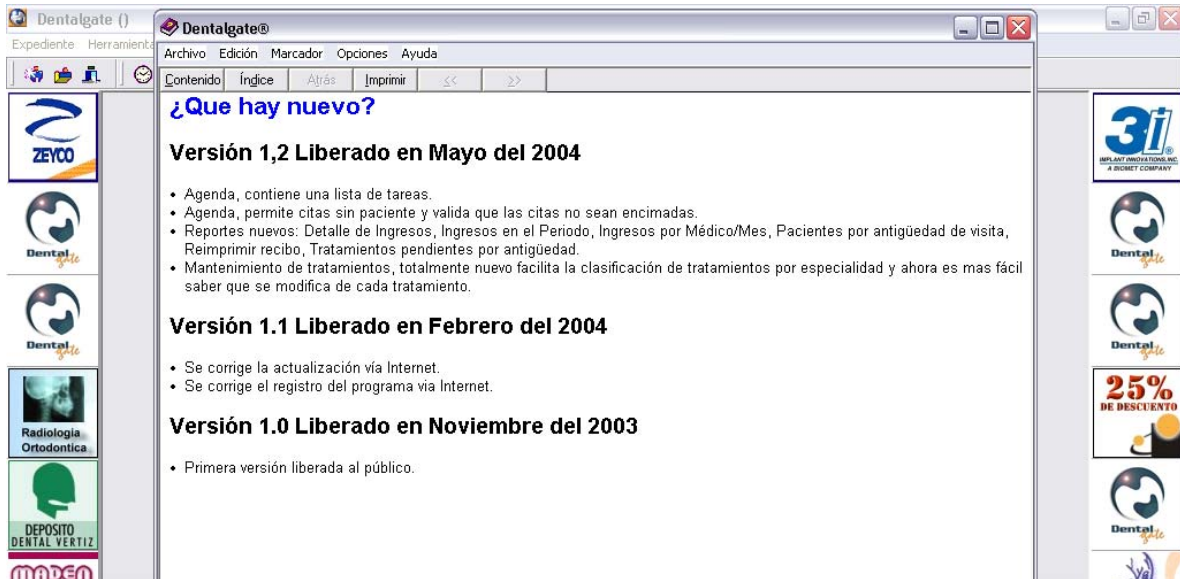 Dentalgate ()
Expediente Herramienta
ZEYCO
Dental
gate
Dental
gate
Radiologia
Ortodontica
DEPOSITO
DENTAL VERTIZ
MADEN
Dentalgate®
Archivo Edición Marcador Opciones Ayuda
Contenido Índice Atrás Imprimir << >>
¿Que hay nuevo?
Versión 1,2 Liberado en Mayo del 2004
• Agenda, contiene una lista de tareas.
• Agenda, permite citas sin paciente y valida que las citas no sean encimadas.
• Reportes nuevos: Detalle de Ingresos, Ingresos en el Periodo, Ingresos por Médico/Mes, Pacientes por antigüedad de visita,
Reimprimir recibo, Tratamientos pendientes por antigüedad.
• Mantenimiento de tratamientos, totalmente nuevo facilita la clasificación de tratamientos por especialidad y ahora es mas fácil
saber que se modifica de cada tratamiento.
Versión 1.1 Liberado en Febrero del 2004
• Se corrige la actualización vía Internet.
• Se corrige el registro del programa via Internet.
Versión 1.0 Liberado en Noviembre del 2003
• Primera versión liberada al público.
3i
IMPLANT INNOVATIONS, INC.
A BIOMET COMPANY
Dental
gate
Dental
gate
25%
DE DESCUENTO
Dental
gate